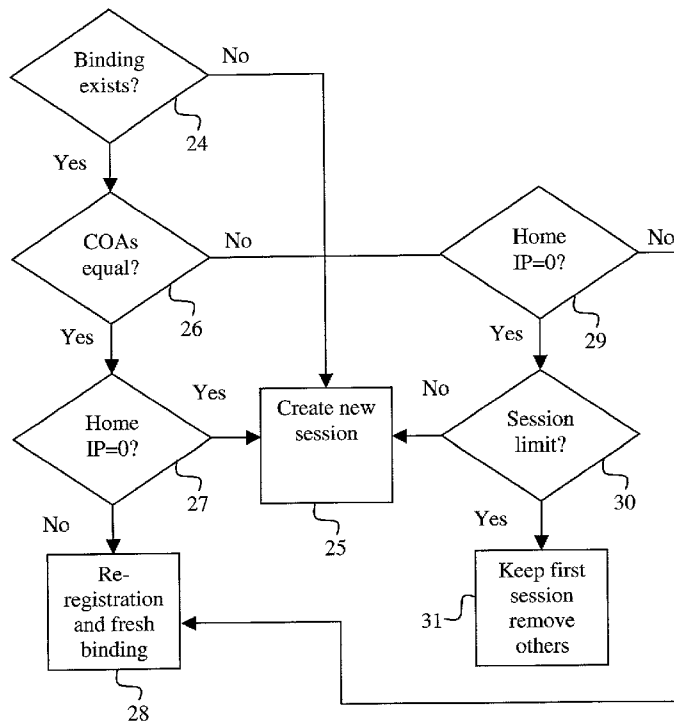 Binding
exists?
No
24
Yes
COAs
equal?
No
26
Home
IP=0?
No
29
Yes
Yes
Home
IP=0?
Yes
27
Create new
session
25
No
Session
limit?
30
No
Yes
Re-
registration
and fresh
binding
28
Keep first
session
remove
others
31